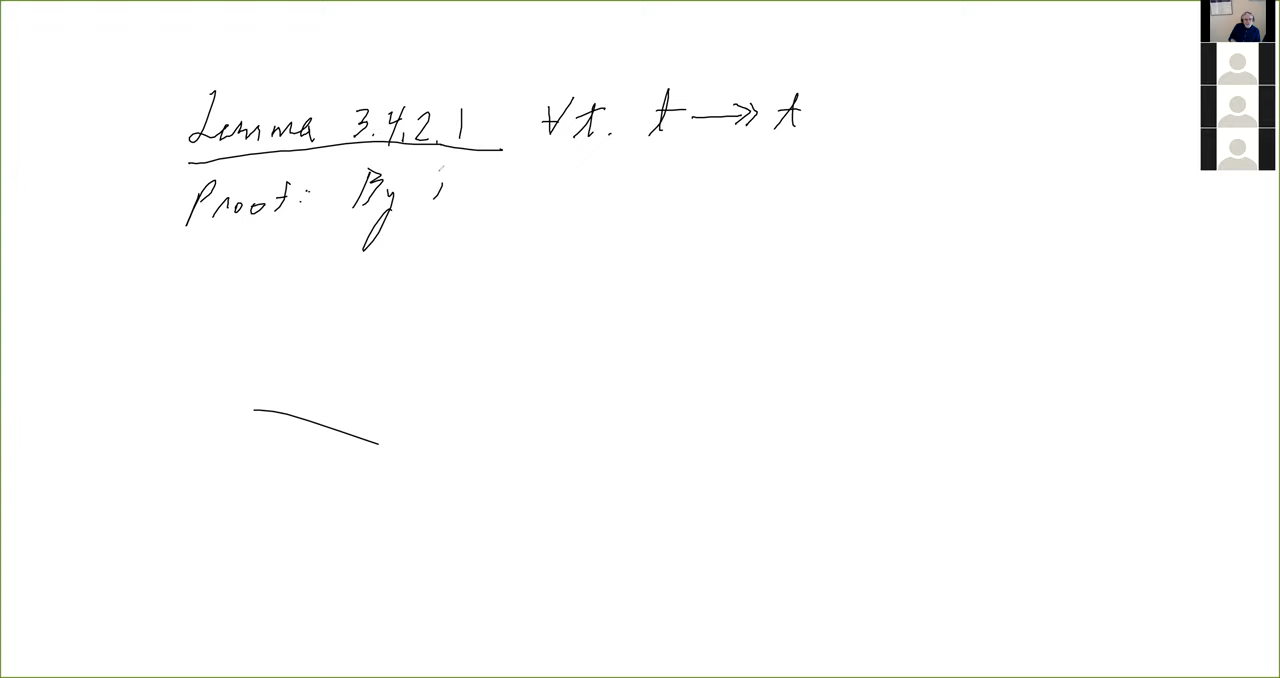 Lemma 3.4.2.1 ∀t. t ↠ t
Proof: By i